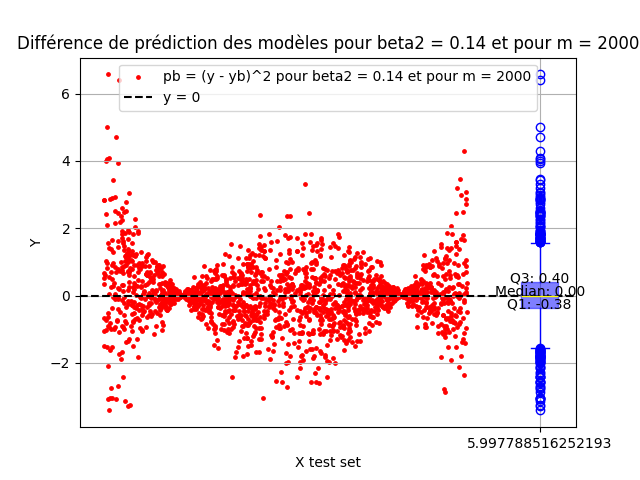 Différence de prédiction des modèles pour beta2 = 0.14 et pour m = 2000
pb = (y - yb)^2 pour beta2 = 0.14 et pour m = 2000
y = 0
6
4
2
0
−2
Y
Q3: 0.40
Median: 0.00
Q1: -0.38
5.997788516252193
X test set